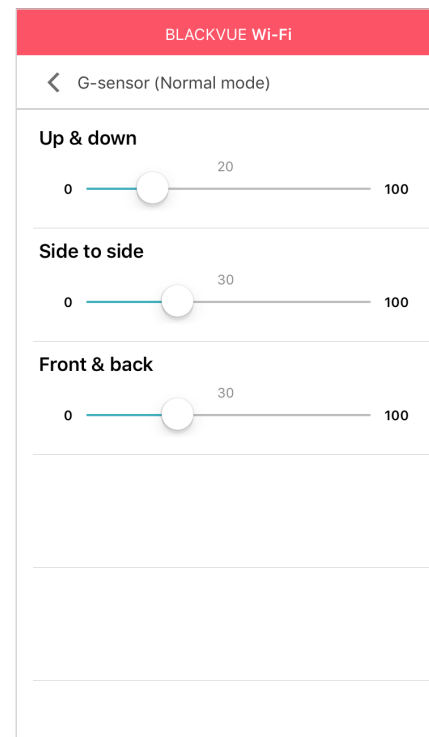 BLACKVUE Wi-Fi
G-sensor (Normal mode)
Up & down
20
0 100
Side to side
30
0 100
Front & back
30
0 100